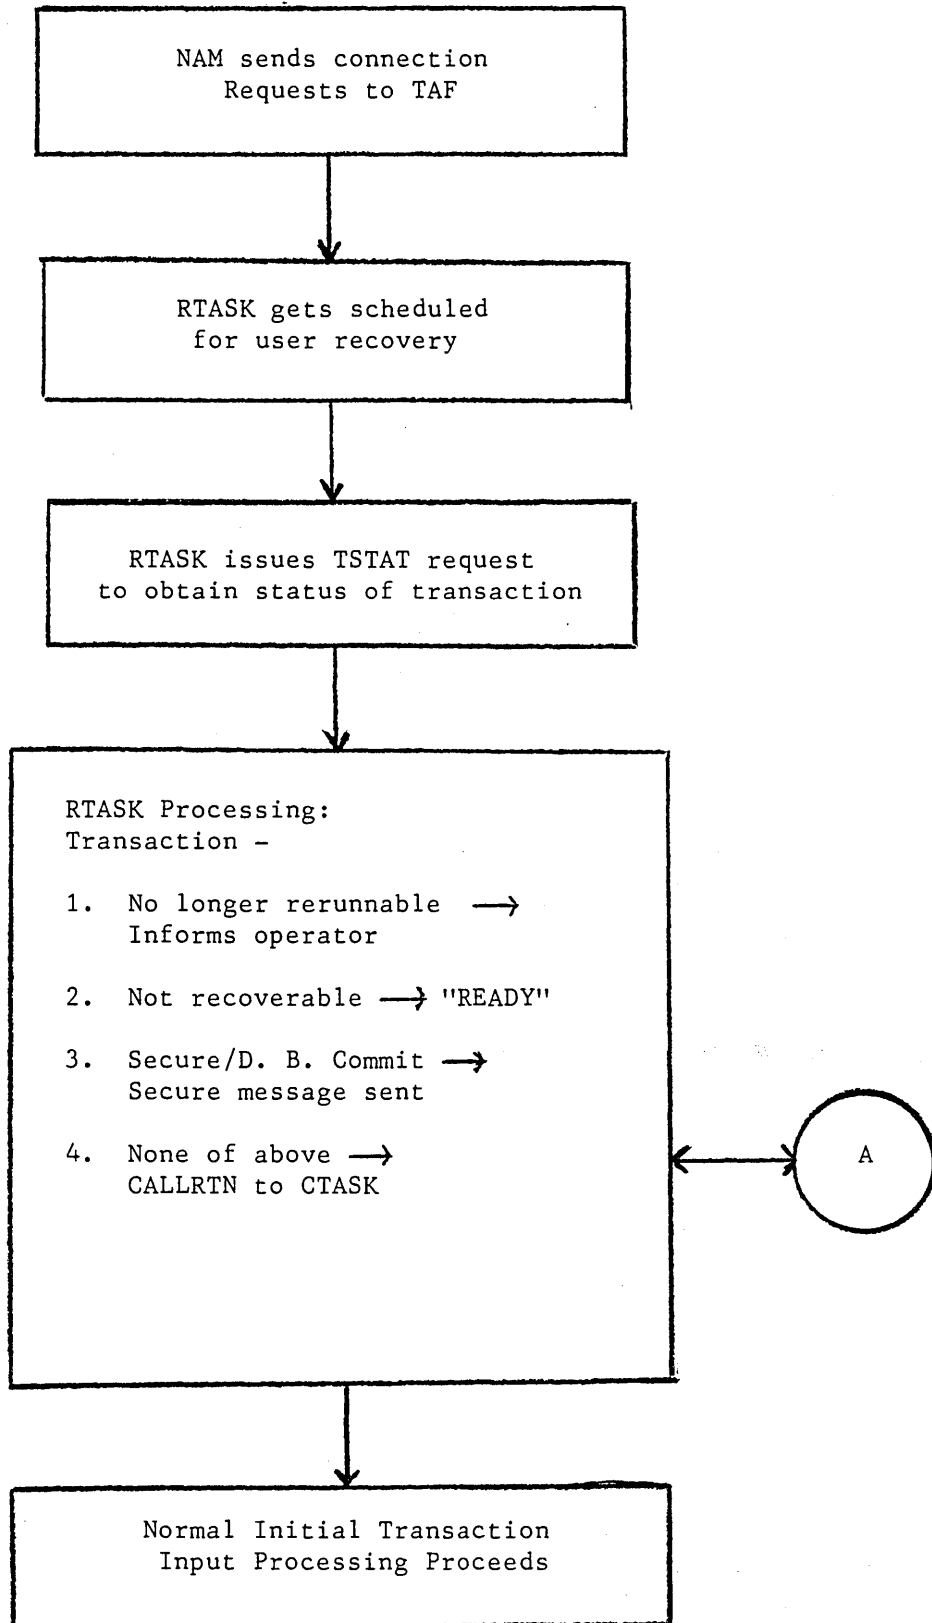 NAM sends connection
Requests to TAF
RTASK gets scheduled
for user recovery
RTASK issues TSTAT request
to obtain status of transaction
RTASK Processing:
Transaction –
1. No longer rerunnable →
Informs operator
2. Not recoverable → "READY"
3. Secure/D. B. Commit →
Secure message sent
4. None of above →
CALLRTN to CTASK
A
Normal Initial Transaction
Input Processing Proceeds